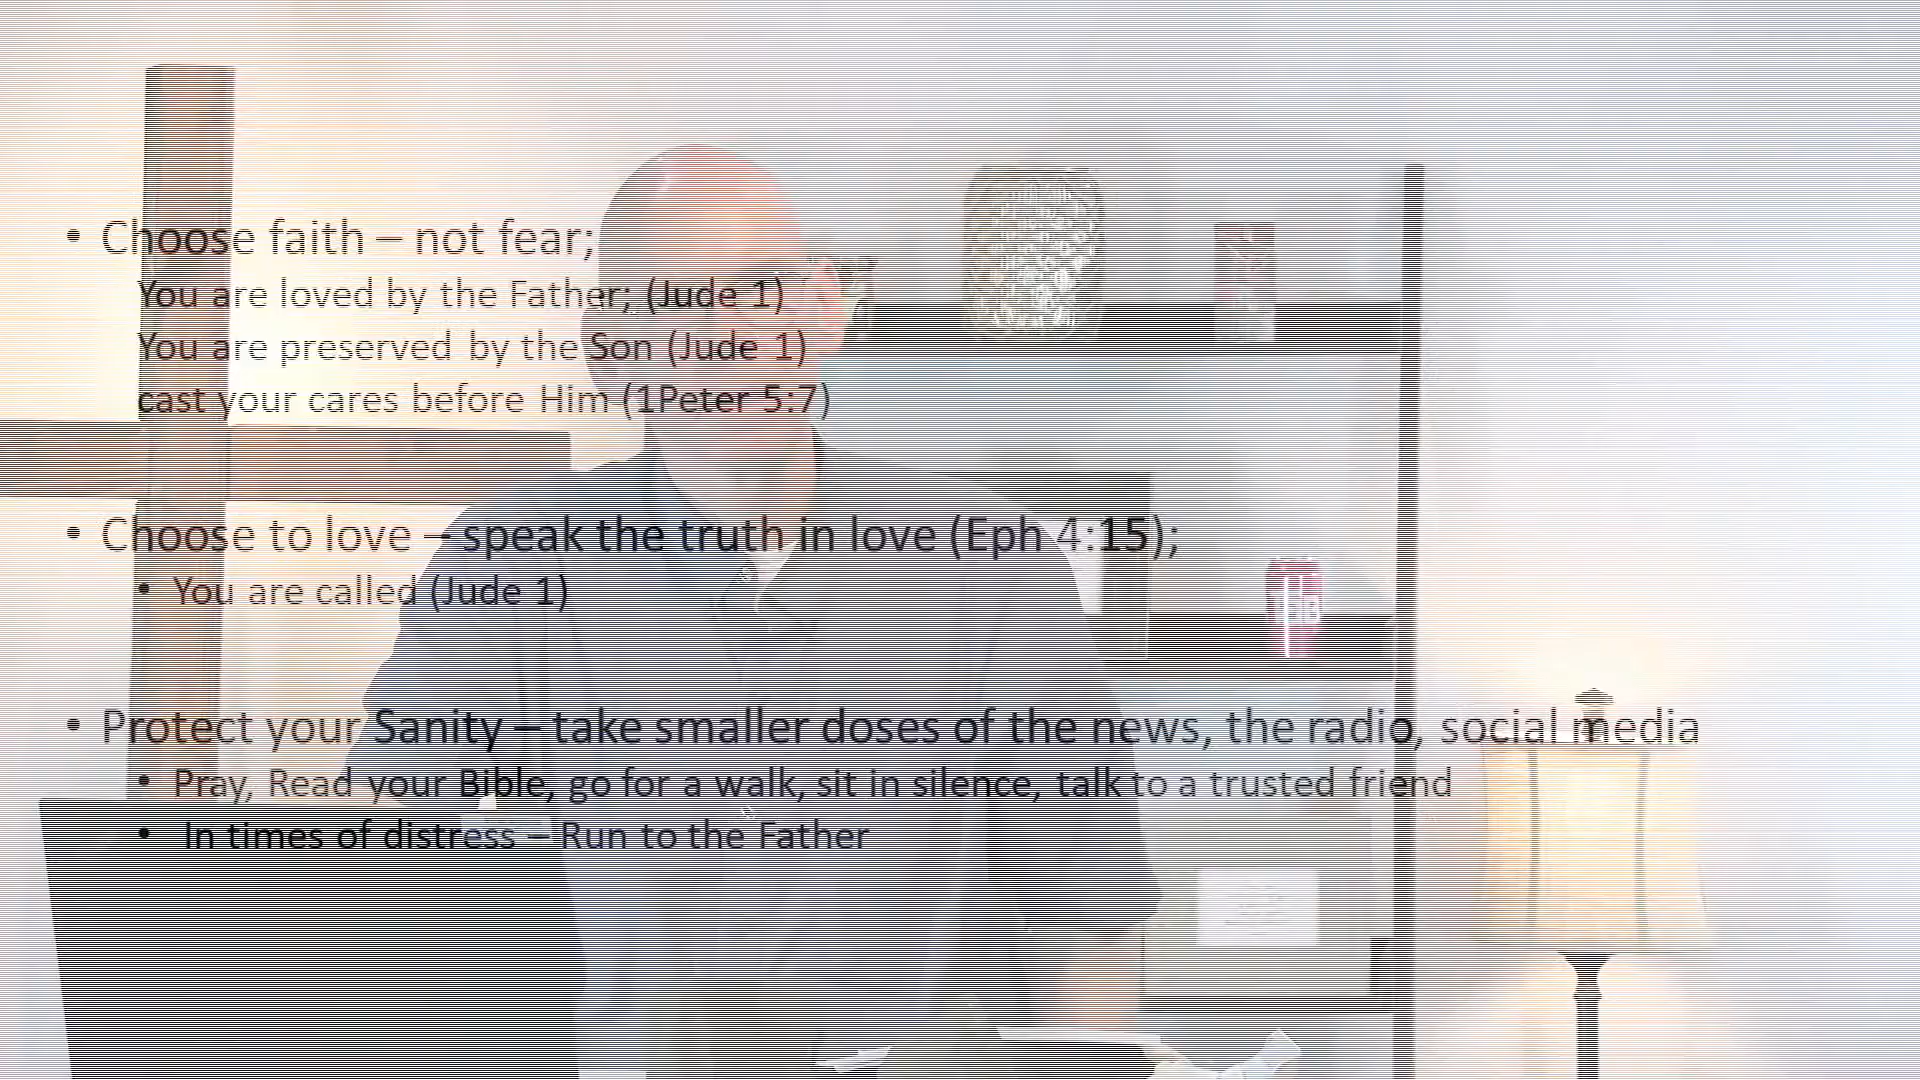 • Choose faith – not fear;
You are loved by the Father; (Jude 1)
You are preserved by the Son (Jude 1)
cast your cares before Him (1Peter 5:7)
• Choose to love – speak the truth in love (Eph 4:15);
• You are called (Jude 1)
• Protect your Sanity – take smaller doses of the news, the radio, social media
• Pray, Read your Bible, go for a walk, sit in silence, talk to a trusted friend
• In times of distress – Run to the Father